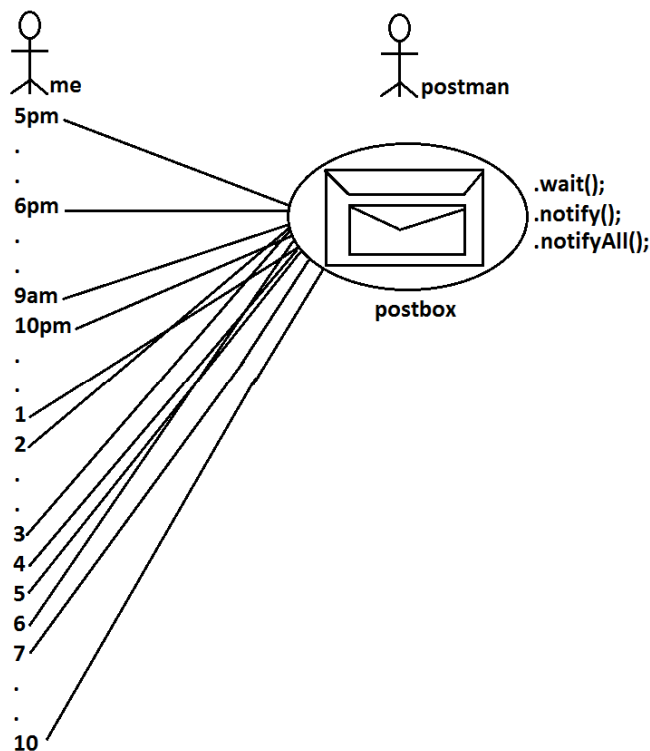 me
postman
5pm
.
.
6pm
.
.
9am
10pm
.
.
1
2
.
.
3
4
5
6
7
.
.
10
.wait();
.notify();
.notifyAll();
postbox